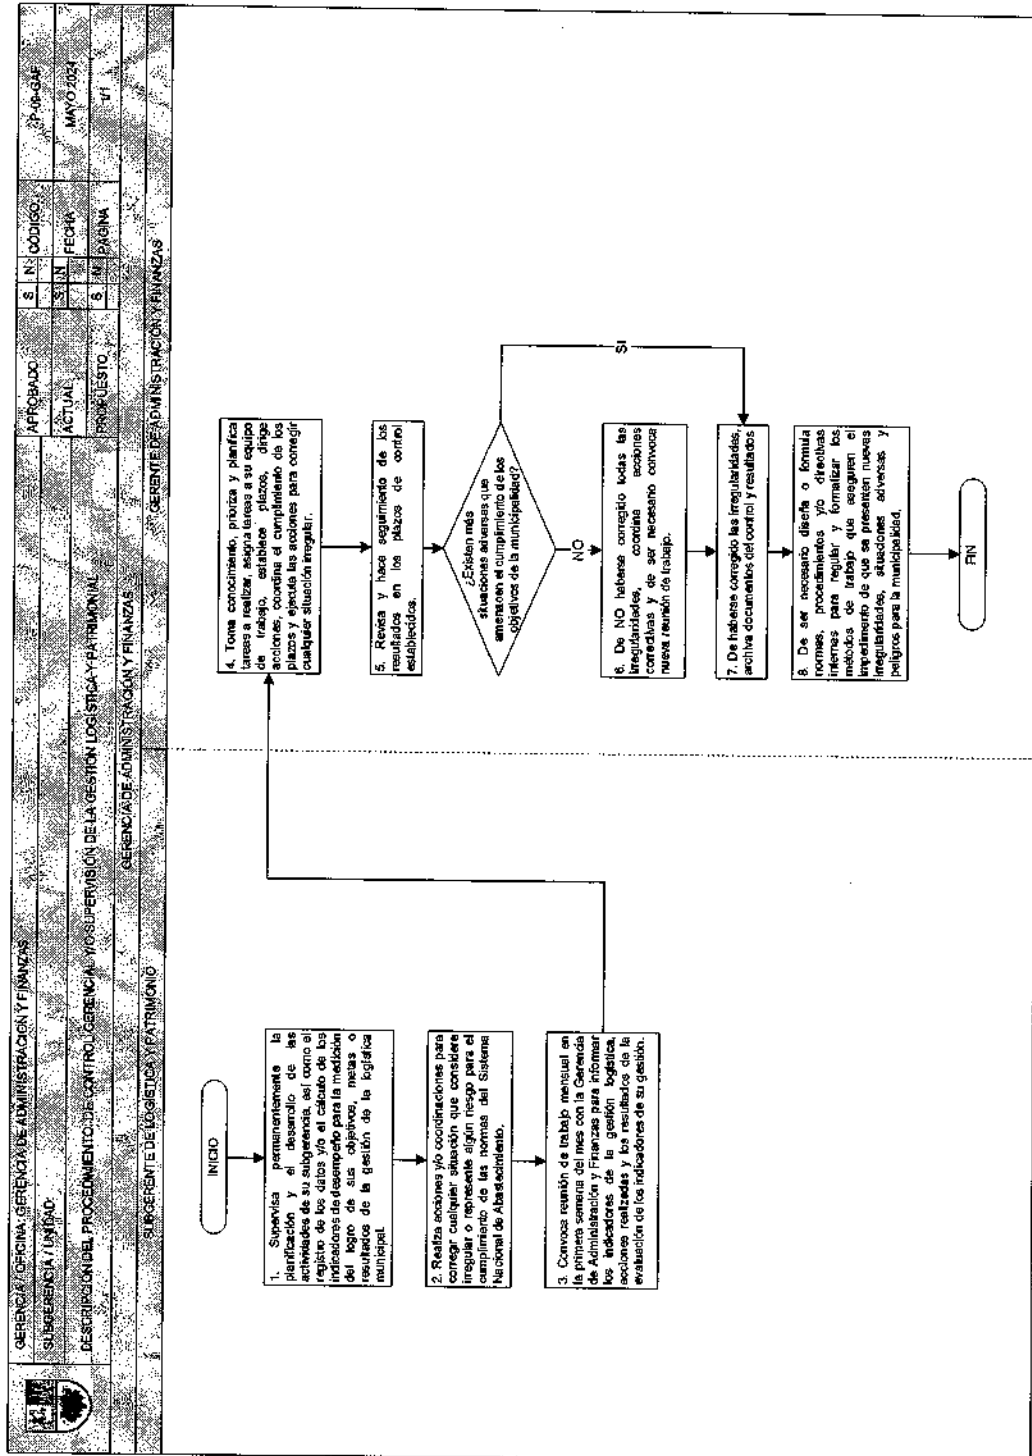 GERENCIA / OFICINA: GERENCIA DE ADMINISTRACIÓN Y FINANZAS
APROBADO
S
N
CÓDIGO:
P-09-GAF
SUBGERENCIA / UNIDAD:
ACTUAL
S
N
FECHA
MAYO 2024
DESCRIPCIÓN DEL PROCEDIMIENTO: DE CONTROL GERENCIAL Y/O SUPERVISIÓN DE LA GESTIÓN LOGÍSTICA Y PATRIMONIAL
PROPUESTO
S
N
PÁGINA
1/1
GERENCIA DE ADMINISTRACIÓN Y FINANZAS
SUBGERENTE DE LOGÍSTICA Y PATRIMONIO
GERENTE DE ADMINISTRACIÓN Y FINANZAS
INICIO
1. Supervisa permanentemente la
planificación y el desarrollo de las
actividades de su subgerencia, así como el
registro de los datos y/o el cálculo de los
indicadores de desempeño para la medición
del logro de sus objetivos, metas o
resultados de la gestión de la logística
municipal.
2. Realiza acciones y/o coordinaciones para
corregir cualquier situación que considere
irregular o represente algún riesgo para el
cumplimiento de las normas del Sistema
Nacional de Abastecimiento.
3. Convoca reunión de trabajo mensual en
la primera semana del mes con la Gerencia
de Administración y Finanzas para informar
los indicadores de la gestión logística,
acciones realizadas y los resultados de la
evaluación de los indicadores de su gestión.
4. Toma conocimiento, prioriza y planifica
tareas a realizar, asigna tareas a su equipo
de trabajo, establece plazos, dirige
acciones, coordina el cumplimiento de los
plazos y ejecuta las acciones para corregir
cualquier situación irregular.
5. Revisa y hace seguimiento de los
resultados en los plazos de control
establecidos.
¿Existen más
situaciones adversas que
amenacen el cumplimiento de los
objetivos de la municipalidad?
SI
NO
6. De NO haberse corregido todas las
irregularidades, coordina acciones
correctivas y de ser necesario convoca
nueva reunión de trabajo.
7. De haberse corregido las irregularidades,
archiva documentos del control y resultados
8. De ser necesario diseña o formula
normas, procedimientos y/o directivas
internas para regular y formalizar los
métodos de trabajo que aseguren el
impedimento de que se presenten nuevas
irregularidades, situaciones adversas y
peligros para la municipalidad.
FIN